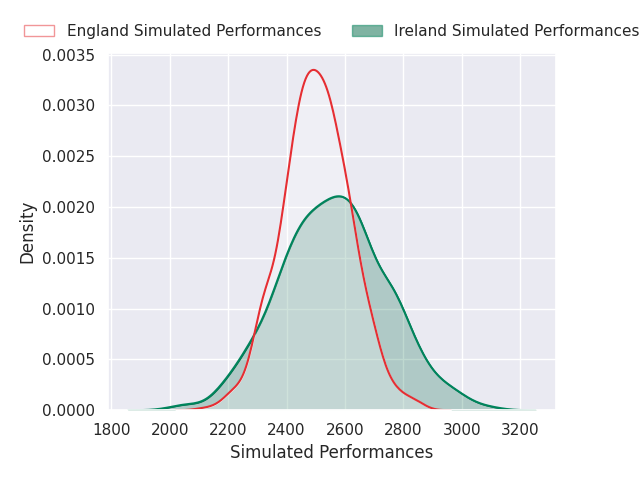 England Simulated Performances
Ireland Simulated Performances
0.0035
0.0030
0.0025
0.0020
0.0015
0.0010
0.0005
0.0000
Density
1800 2000 2200 2400 2600 2800 3000 3200
Simulated Performances